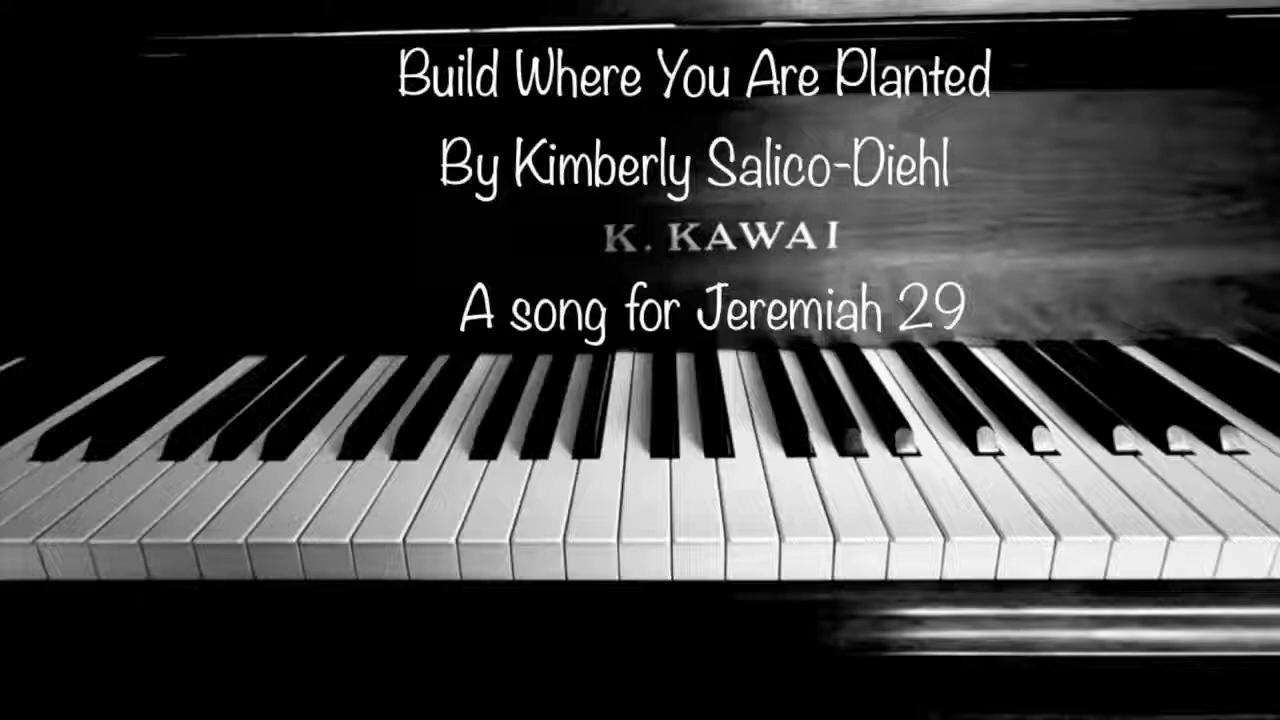 Build Where You Are Planted
By Kimberly Salico-Diehl
K. KAWAI
A song for Jeremiah 29